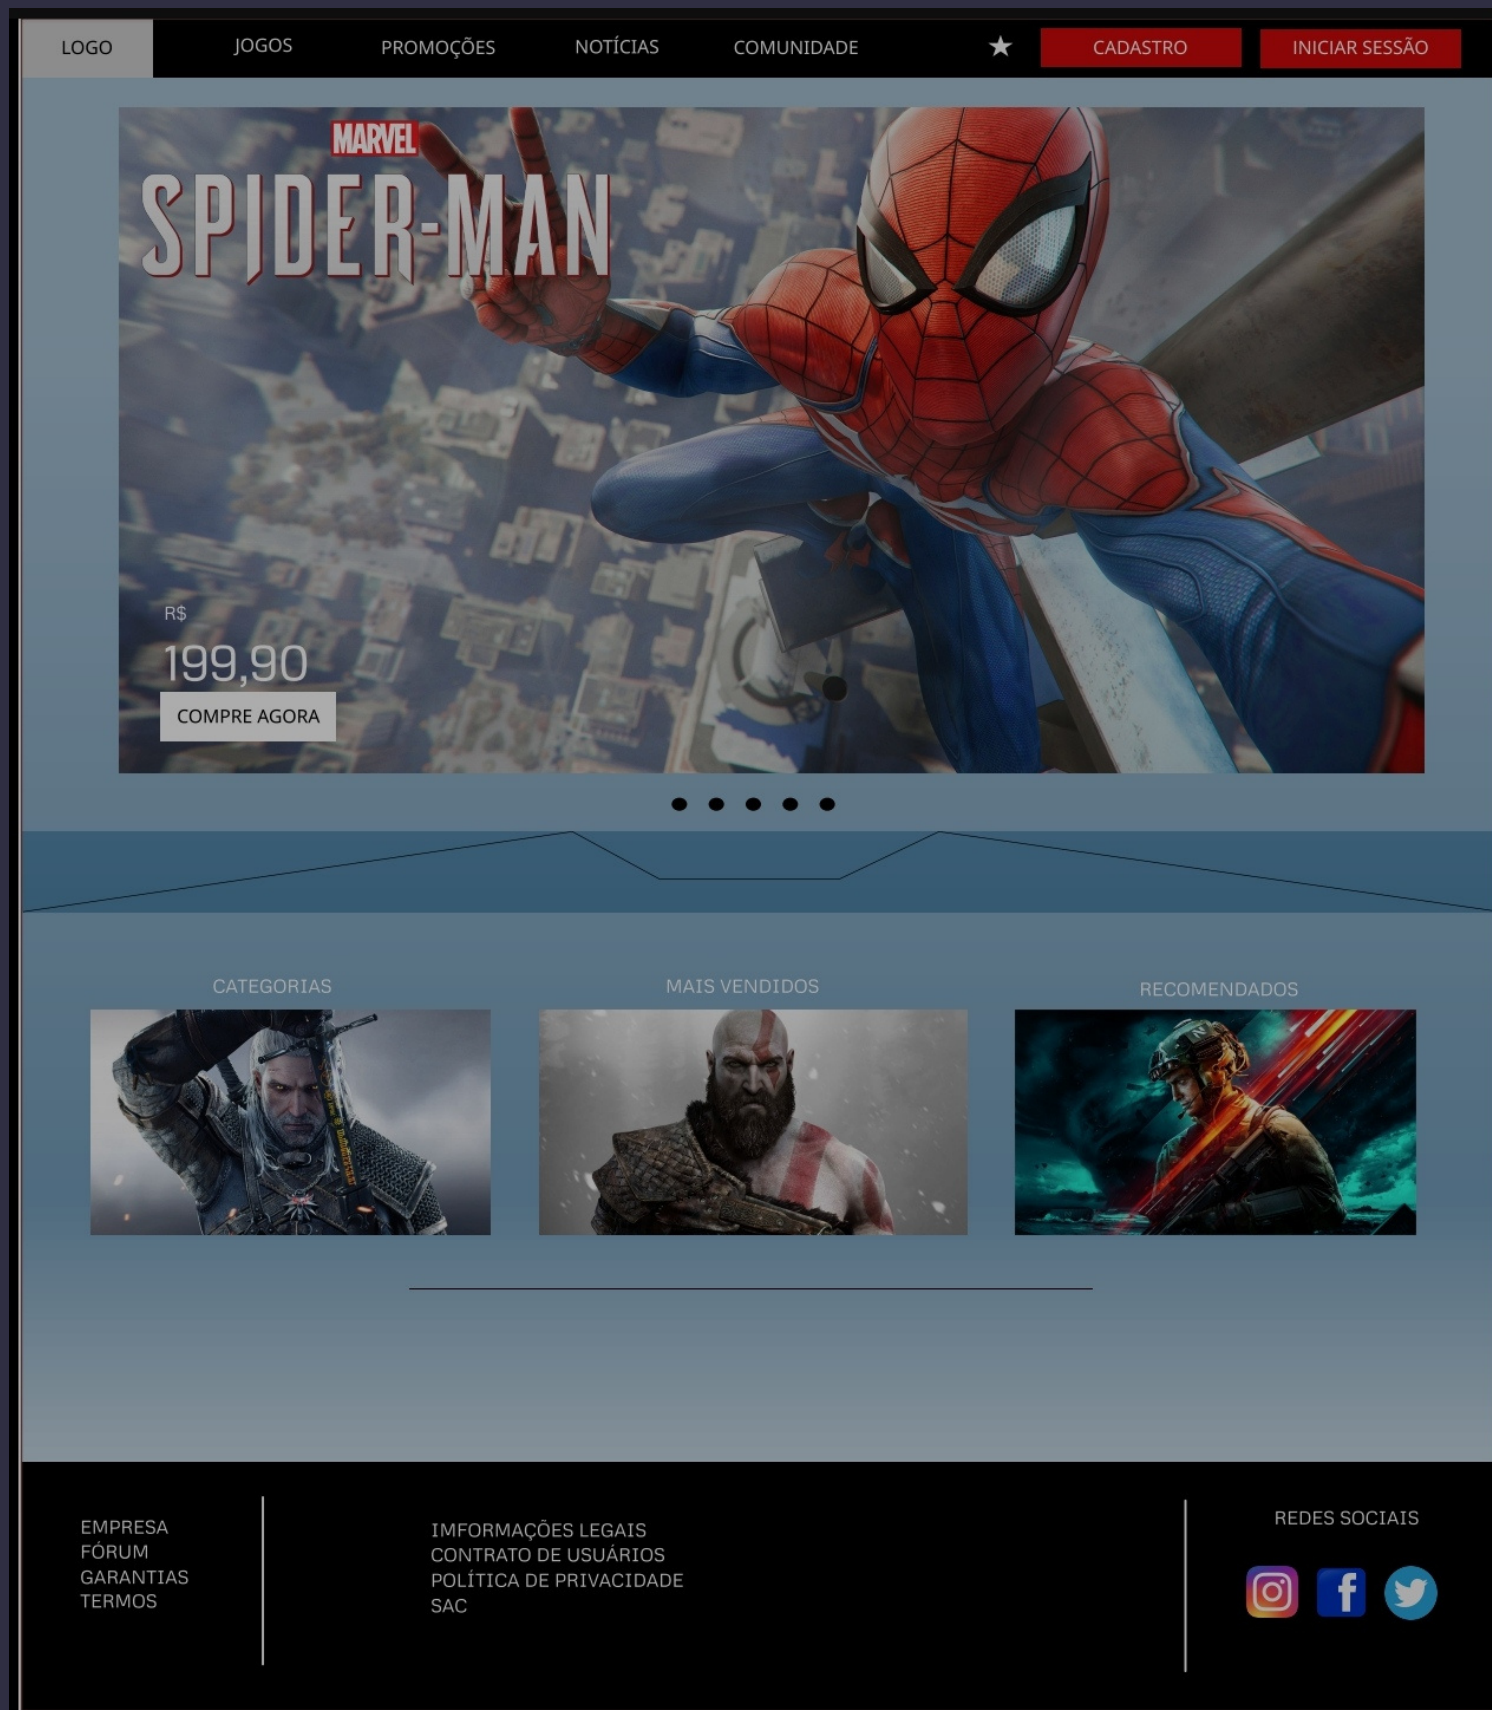 LOGO
JOGOS
PROMOÇÕES
NOTÍCIAS
COMUNIDADE
CADASTRO
INICIAR SESSÃO
MARVEL
SPIDER-MAN
R$
199,90
COMPRE AGORA
CATEGORIAS
MAIS VENDIDOS
RECOMENDADOS
EMPRESA
FÓRUM
GARANTIAS
TERMOS
IMFORMAÇÕES LEGAIS
CONTRATO DE USUÁRIOS
POLÍTICA DE PRIVACIDADE
SAC
REDES SOCIAIS